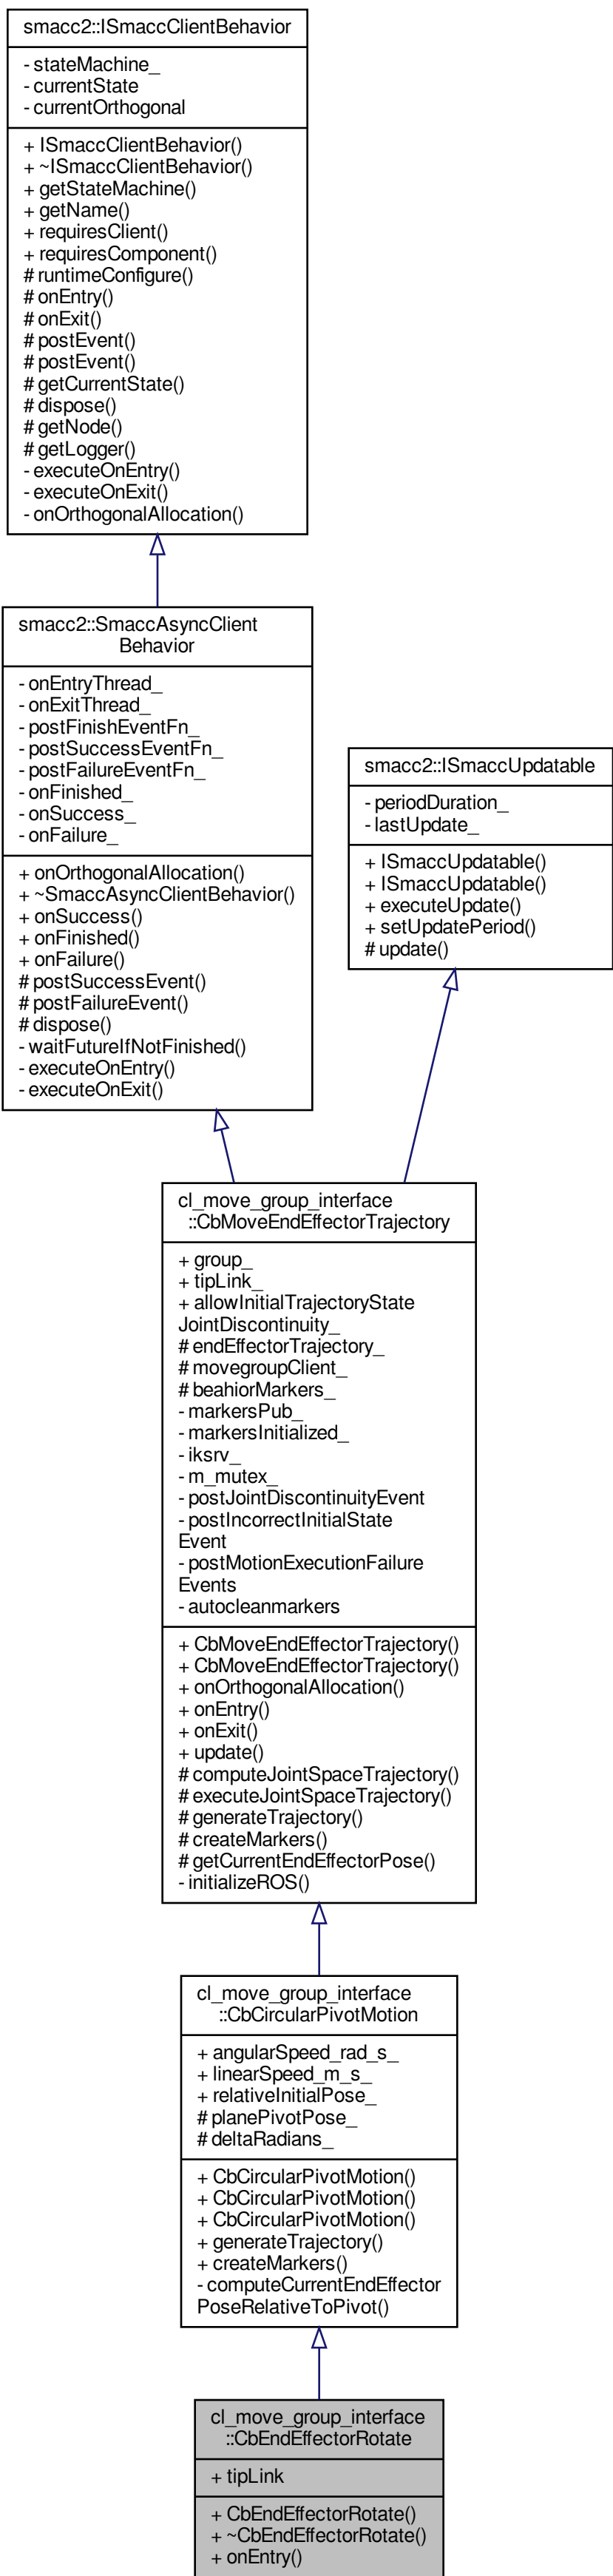 smacc2::ISmaccClientBehavior
- stateMachine_
- currentState
- currentOrthogonal
+ ISmaccClientBehavior()
+ ~ISmaccClientBehavior()
+ getStateMachine()
+ getName()
+ requiresClient()
+ requiresComponent()
# runtimeConfigure()
# onEntry()
# onExit()
# postEvent()
# postEvent()
# getCurrentState()
# dispose()
# getNode()
# getLogger()
- executeOnEntry()
- executeOnExit()
- onOrthogonalAllocation()
smacc2::SmaccAsyncClient
Behavior
- onEntryThread_
- onExitThread_
- postFinishEventFn_
- postSuccessEventFn_
- postFailureEventFn_
- onFinished_
- onSuccess_
- onFailure_
+ onOrthogonalAllocation()
+ ~SmaccAsyncClientBehavior()
+ onSuccess()
+ onFinished()
+ onFailure()
# postSuccessEvent()
# postFailureEvent()
# dispose()
- waitFutureIfNotFinished()
- executeOnEntry()
- executeOnExit()
smacc2::ISmaccUpdatable
- periodDuration_
- lastUpdate_
+ ISmaccUpdatable()
+ ISmaccUpdatable()
+ executeUpdate()
+ setUpdatePeriod()
# update()
cl_move_group_interface
::CbMoveEndEffectorTrajectory
+ group_
+ tipLink_
+ allowInitialTrajectoryState
JointDiscontinuity_
# endEffectorTrajectory_
# movegroupClient_
# beahiorMarkers_
- markersPub_
- markersInitialized_
- iksrv_
- m_mutex_
- postJointDiscontinuityEvent
- postIncorrectInitialState
Event
- postMotionExecutionFailure
Events
- autocleanmarkers
+ CbMoveEndEffectorTrajectory()
+ CbMoveEndEffectorTrajectory()
+ onOrthogonalAllocation()
+ onEntry()
+ onExit()
+ update()
# computeJointSpaceTrajectory()
# executeJointSpaceTrajectory()
# generateTrajectory()
# createMarkers()
# getCurrentEndEffectorPose()
- initializeROS()
cl_move_group_interface
::CbCircularPivotMotion
+ angularSpeed_rad_s_
+ linearSpeed_m_s_
+ relativeInitialPose_
# planePivotPose_
# deltaRadians_
+ CbCircularPivotMotion()
+ CbCircularPivotMotion()
+ CbCircularPivotMotion()
+ generateTrajectory()
+ createMarkers()
- computeCurrentEndEffector
PoseRelativeToPivot()
cl_move_group_interface
::CbEndEffectorRotate
+ tipLink
+ CbEndEffectorRotate()
+ ~CbEndEffectorRotate()
+ onEntry()